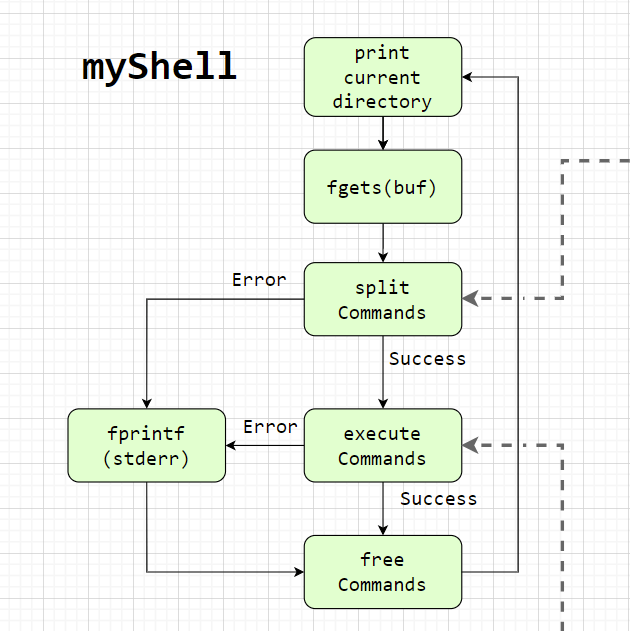 myShell
print
current
directory
fgets(buf)
Error
split
Commands
Success
fprintf
(stderr)
Error
execute
Commands
Success
free
Commands